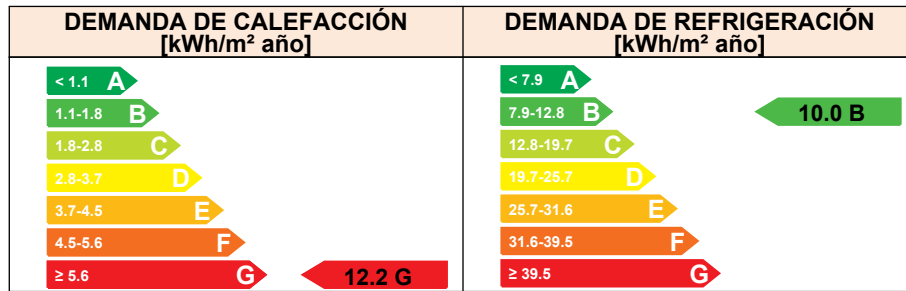 DEMANDA DE CALEFACCIÓN
[kWh/m² año]
< 1.1 A
1.1-1.8 B
1.8-2.8 C
2.8-3.7 D
3.7-4.5 E
4.5-5.6 F
≥ 5.6 G
12.2 G
DEMANDA DE REFRIGERACIÓN
[kWh/m² año]
< 7.9 A
7.9-12.8 B
10.0 B
12.8-19.7 C
19.7-25.7 D
25.7-31.6 E
31.6-39.5 F
≥ 39.5 G